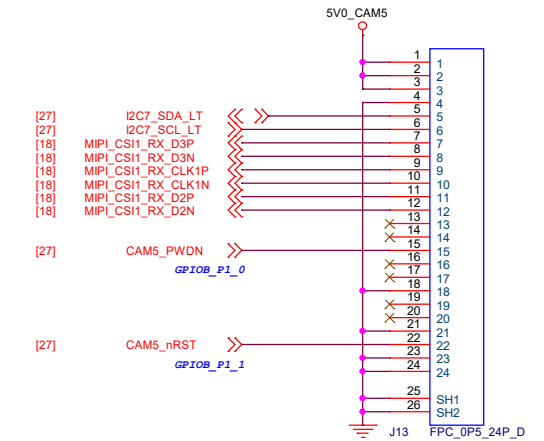 5V0_CAM5
1 1
2 2
3 3
4 4
[27] I2C7_SDA_LT 5 5
[27] I2C7_SCL_LT 6 6
[18] MIPI_CSI1_RX_D3P 7 7
[18] MIPI_CSI1_RX_D3N 8 8
[18] MIPI_CSI1_RX_CLK1P 9 9
[18] MIPI_CSI1_RX_CLK1N 10 10
[18] MIPI_CSI1_RX_D2P 11 11
[18] MIPI_CSI1_RX_D2N 12 12
13 13
14 14
[27] CAM5_PWDN 15 15
GPIOB_P1_0 16 16
17 17
18 18
19 19
20 20
21 21
[27] CAM5_nRST 22 22
GPIOB_P1_1 23 23
24 24
25 SH1
26 SH2
J13 FPC_0P5_24P_D